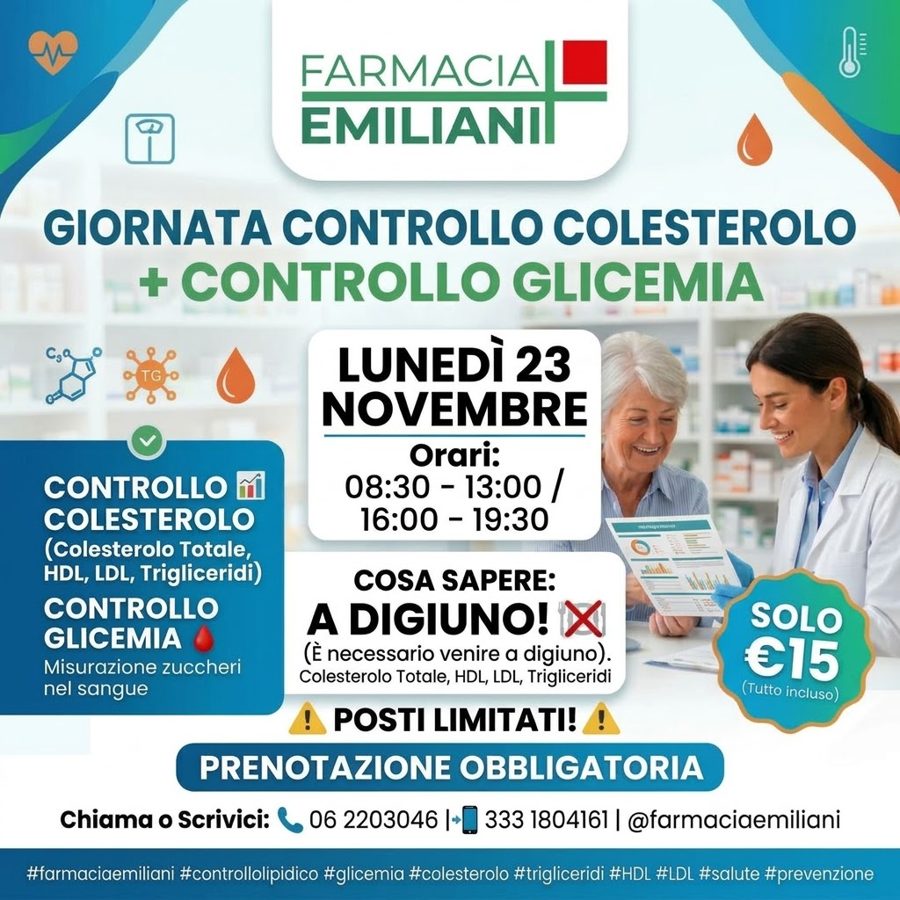 FARMACIA
EMILIANI
GIORNATA CONTROLLO COLESTEROLO
+ CONTROLLO GLICEMIA
C₃
TG
LUNEDÌ 23
NOVEMBRE
Orari:
08:30 - 13:00 /
16:00 - 19:30
CONTROLLO
COLESTEROLO
(Colesterolo Totale,
HDL, LDL, Trigliceridi)
CONTROLLO
GLICEMIA
Misurazione zuccheri
nel sangue
COSA SAPERE:
A DIGIUNO!
(È necessario venire a digiuno).
Colesterolo Totale, HDL, LDL, Trigliceridi
SOLO
€15
(Tutto incluso)
POSTI LIMITATI!
PRENOTAZIONE OBBLIGATORIA
Chiama o Scrivici: 06 2203046 | 333 1804161 | @farmaciaemiliani
#farmaciaemiliani #controllolipidico #glicemia #colesterolo #trigliceridi #HDL #LDL #salute #prevenzione